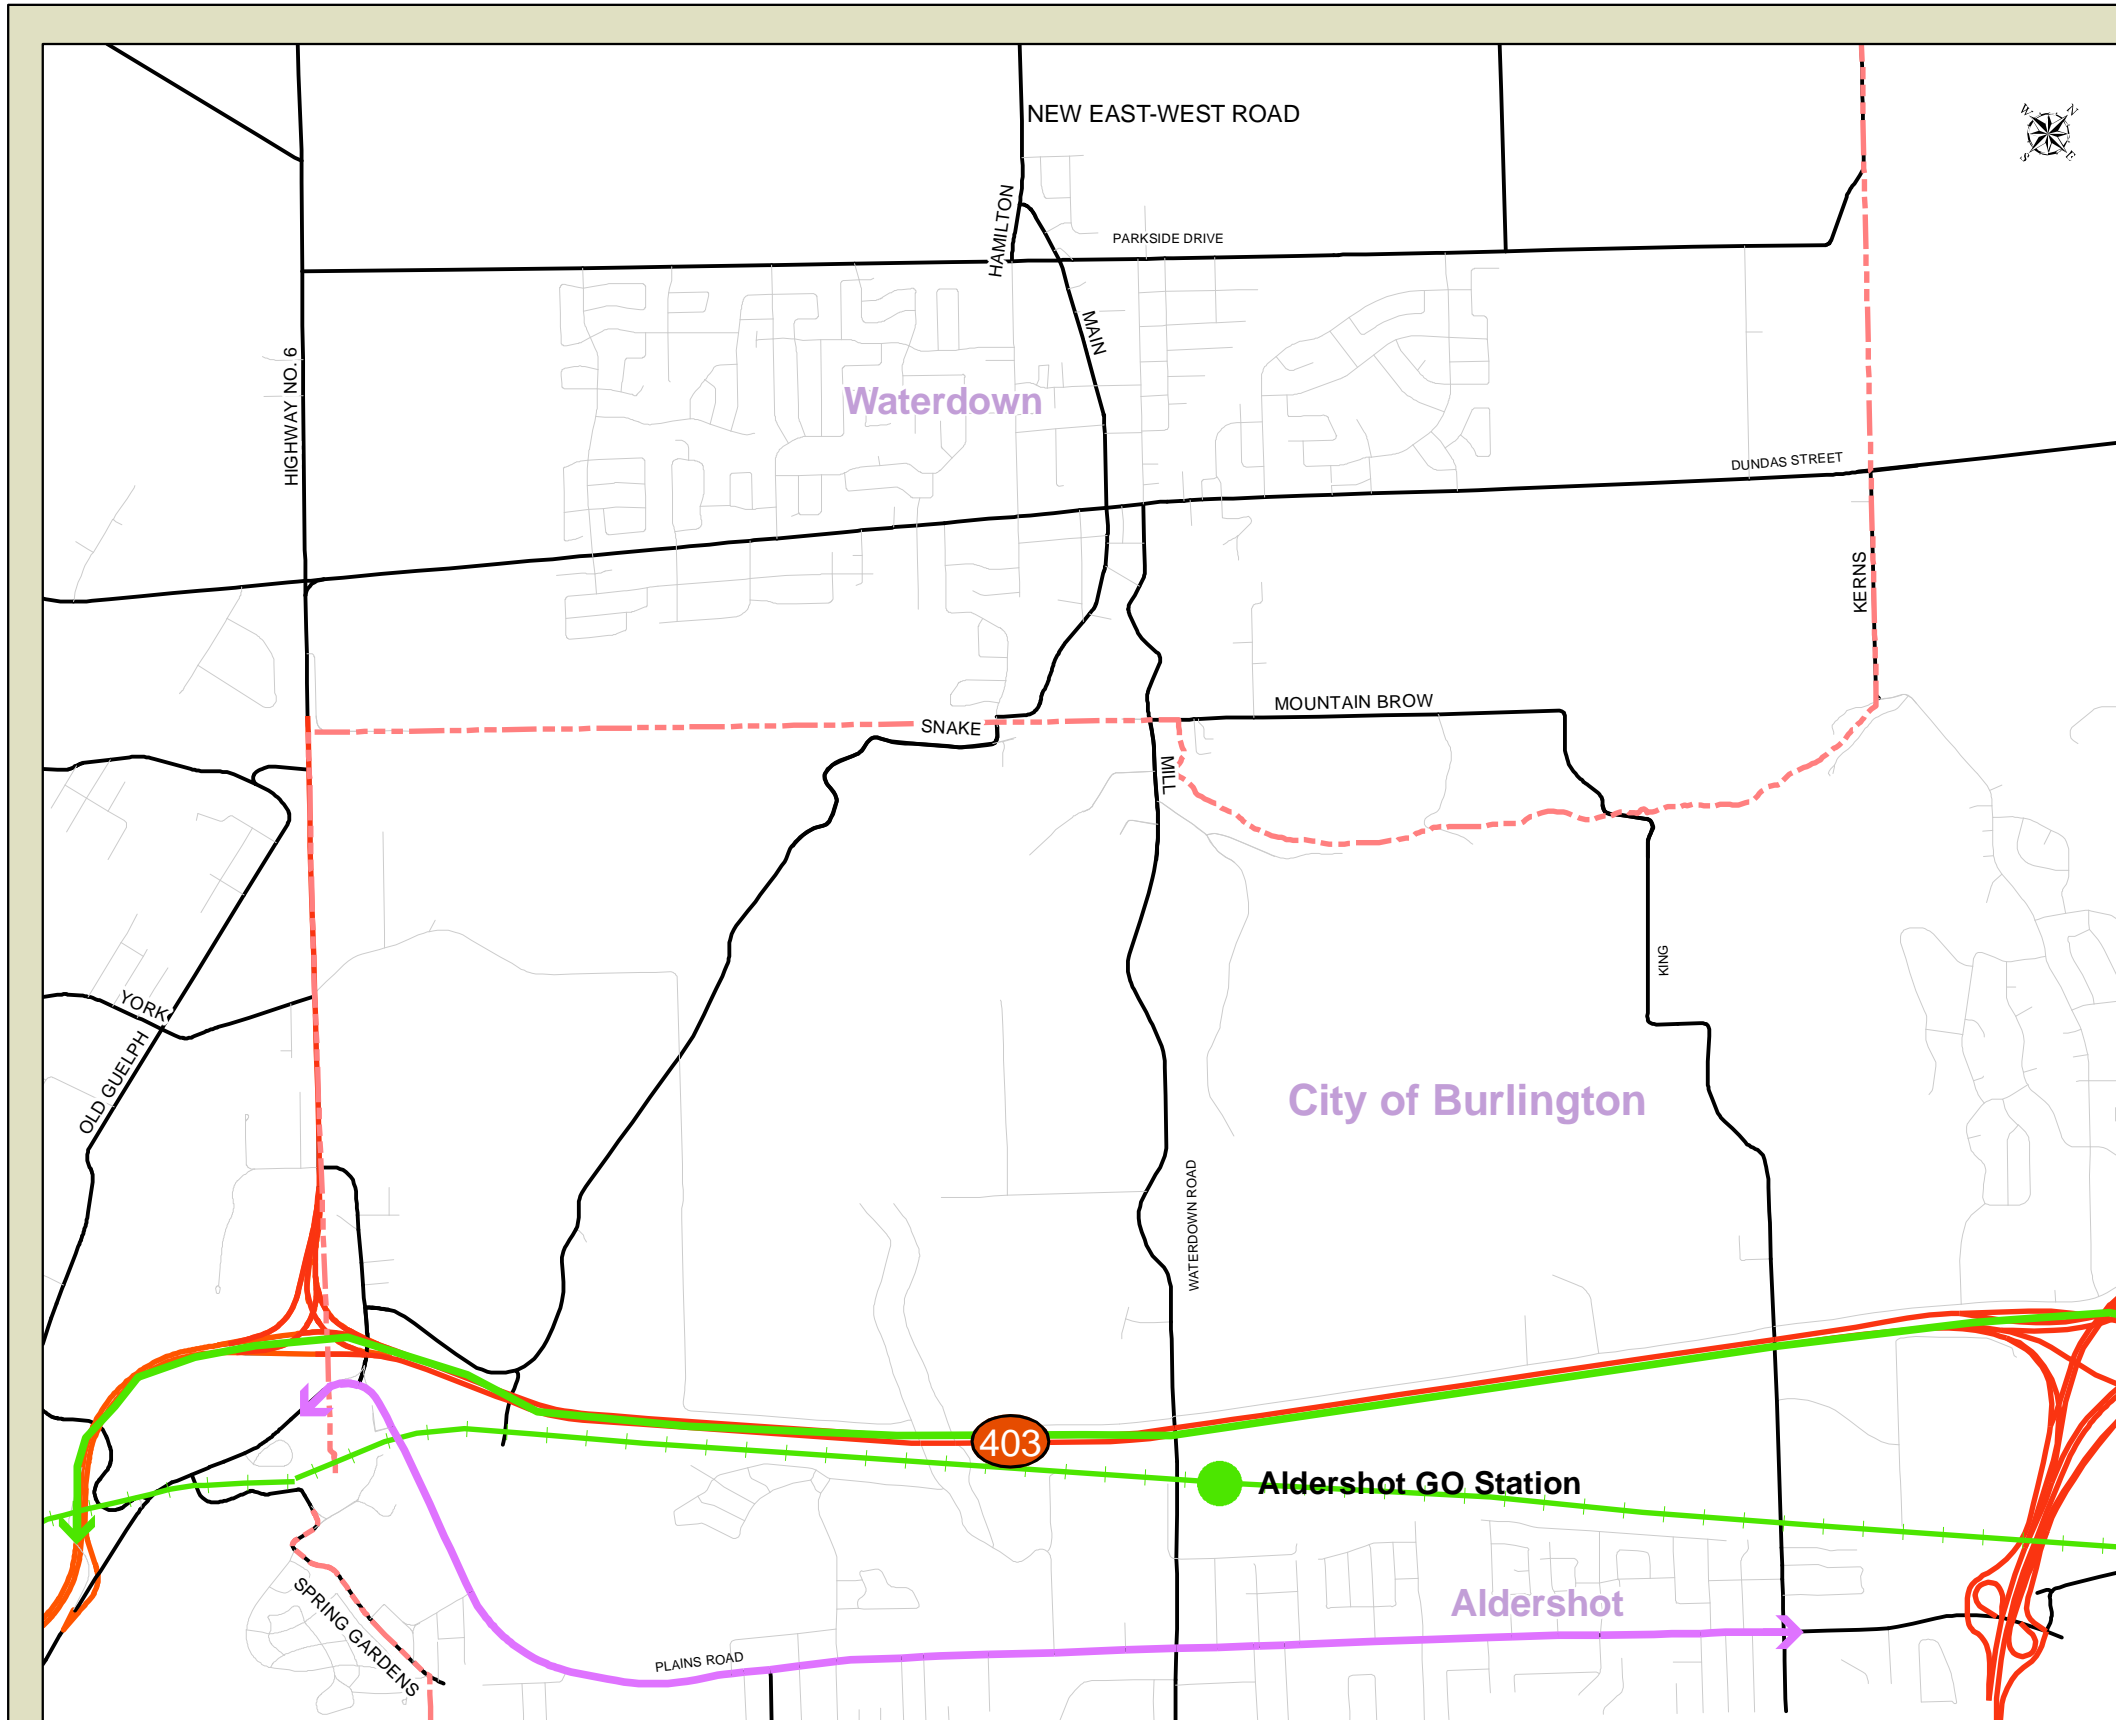 NEW EAST-WEST ROAD
W
N
S
E
HAMILTON
PARKSIDE DRIVE
MAIN
HIGHWAY NO. 6
Waterdown
DUNDAS STREET
KERNS
MOUNTAIN BROW
SNAKE
MILL
KING
YORK
OLD GUELPH
City of Burlington
WATERDOWN ROAD
403
Aldershot GO Station
SPRING GARDENS
Aldershot
PLAINS ROAD